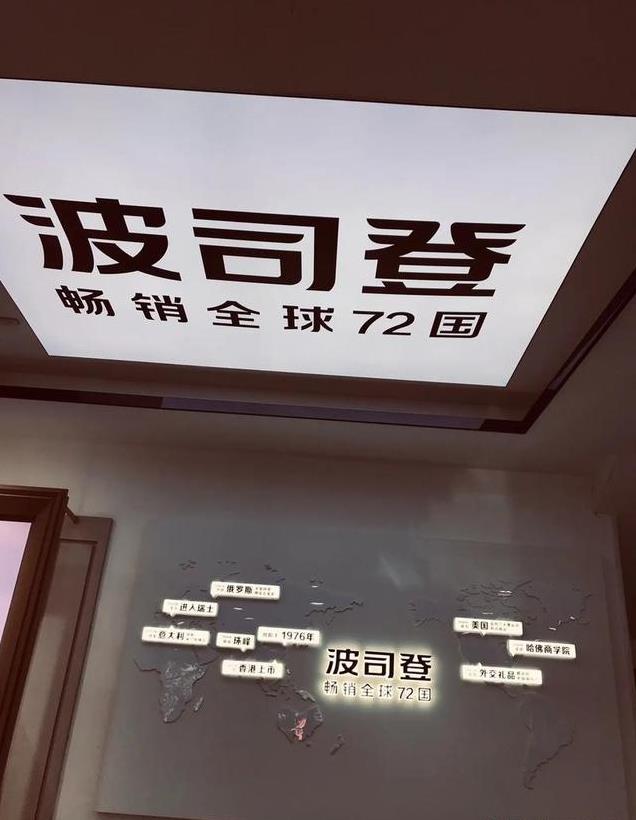 波司登
畅销全球72国
俄罗斯
进入瑞士
意大利
珠峰
1976年
香港上市
波司登
畅销全球72国
美国
哈佛商学院
外交礼品